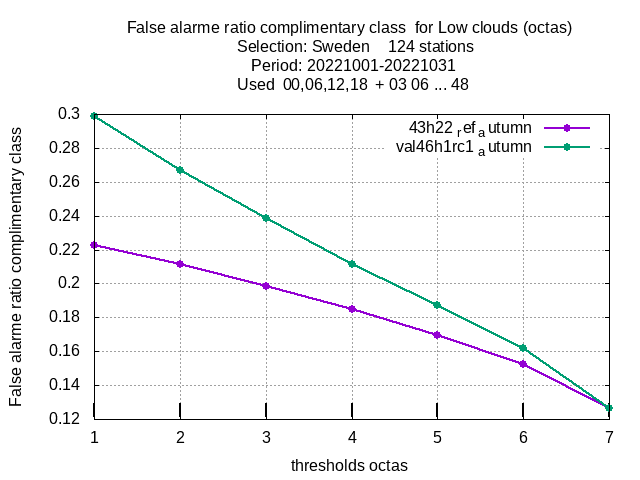 False alarme ratio complimentary class  for Low clouds (octas)
Selection: Sweden    124 stations
Period: 20221001-20221031
Used  00,06,12,18  + 03 06 ... 48
43h22 refautumn
val46h1rc1 autumn
False alarme ratio complimentary class
0.3
0.28
0.26
0.24
0.22
0.2
0.18
0.16
0.14
0.12
1 2 3 4 5 6 7
thresholds octas